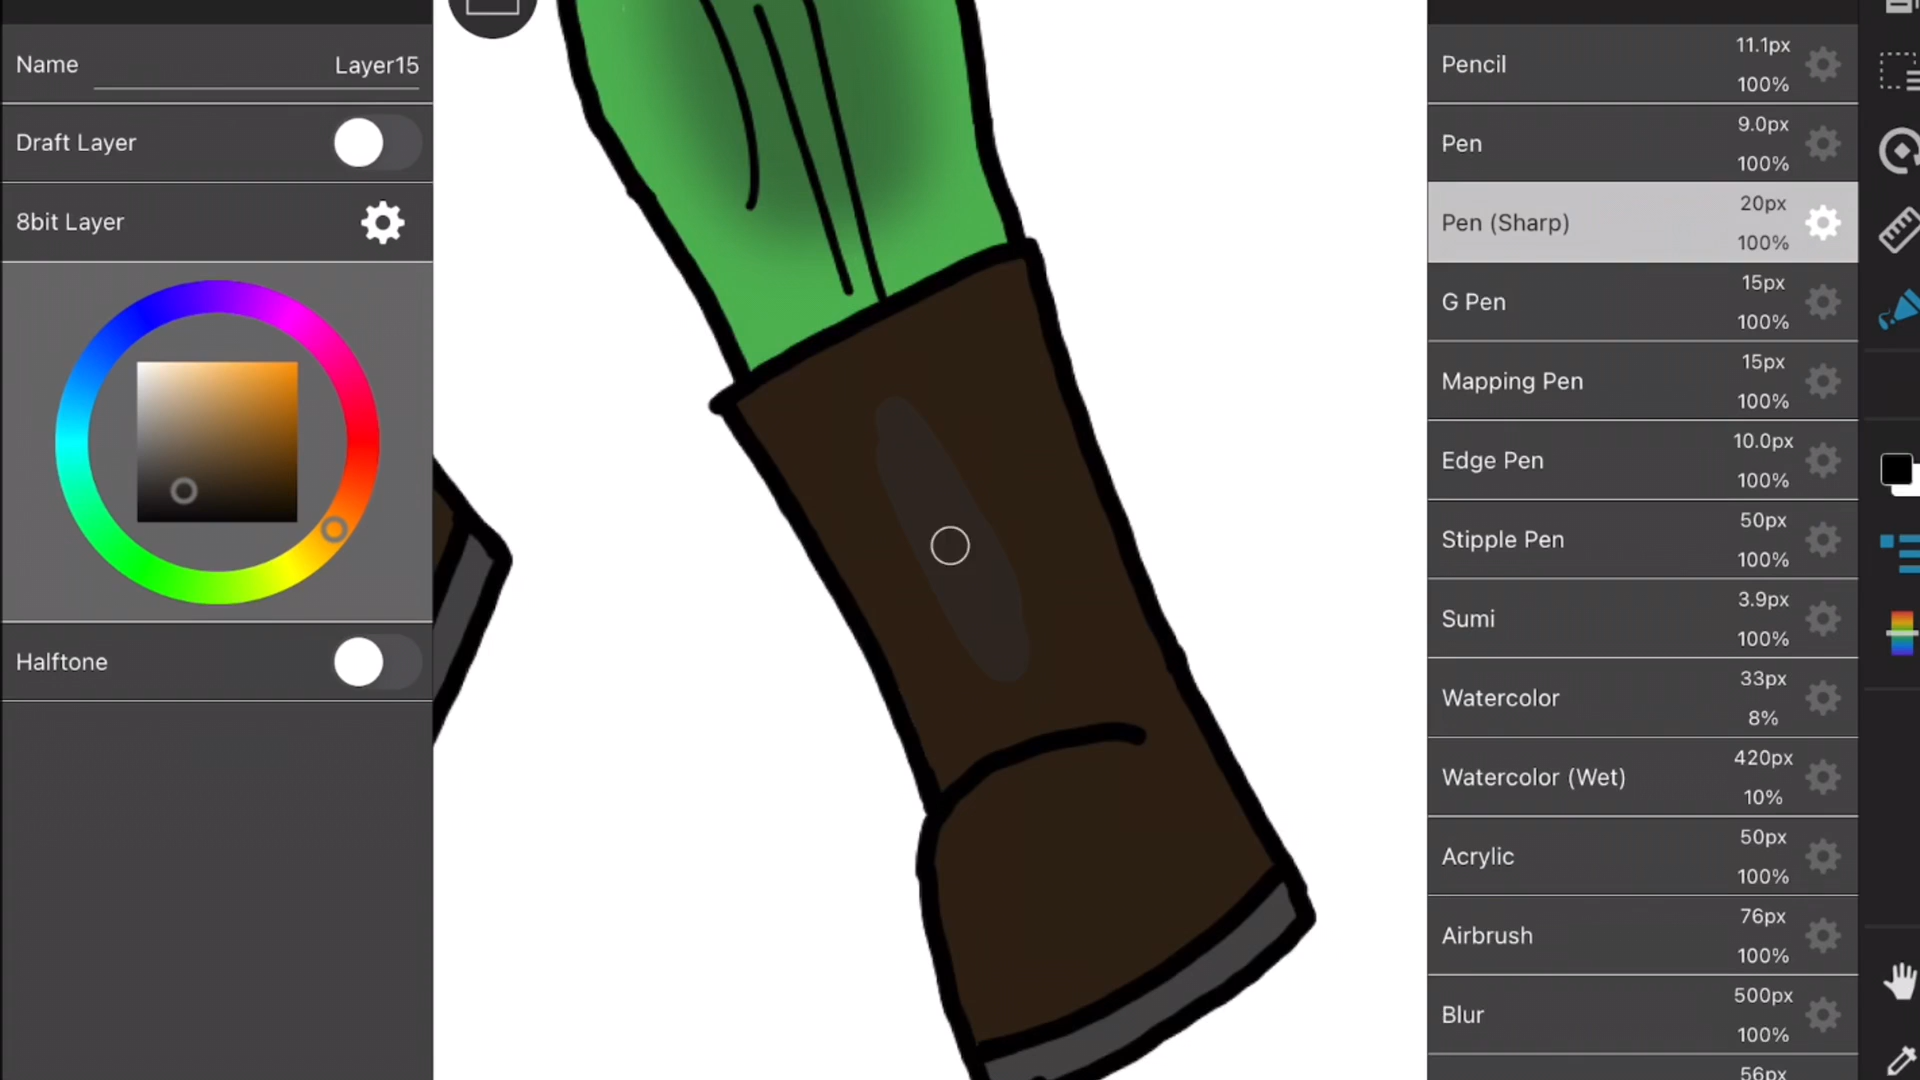 Name
Layer15
Draft Layer
8bit Layer
Halftone
Pencil
11.1px
100%
Pen
9.0px
100%
Pen (Sharp)
20px
100%
G Pen
15px
100%
Mapping Pen
15px
100%
Edge Pen
10.0px
100%
Stipple Pen
50px
100%
Sumi
3.9px
100%
Watercolor
33px
8%
Watercolor (Wet)
420px
10%
Acrylic
50px
100%
Airbrush
76px
100%
Blur
500px
100%
56px